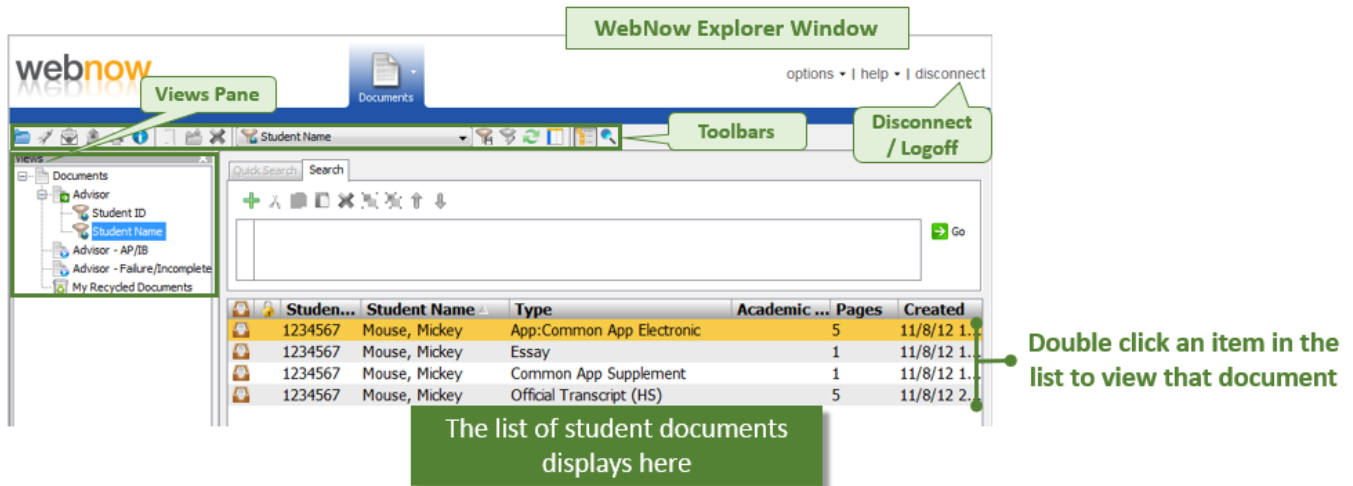 WebNow Explorer Window
webnow
Documents
options | help | disconnect
Views Pane
Toolbars
Disconnect
/ Logoff
Student Name
Views
Documents
Advisor
Student ID
Student Name
Advisor - AP/IB
Advisor - Failure/Incomplete
My Recycled Documents
Quick Search Search
Go
Studen... Student Name Type Academic ... Pages Created
1234567 Mouse, Mickey App:Common App Electronic 5 11/8/12 1...
1234567 Mouse, Mickey Essay 1 11/8/12 1...
1234567 Mouse, Mickey Common App Supplement 1 11/8/12 1...
1234567 Mouse, Mickey Official Transcript (HS) 5 11/8/12 2...
Double click an item in the
list to view that document
The list of student documents
displays here